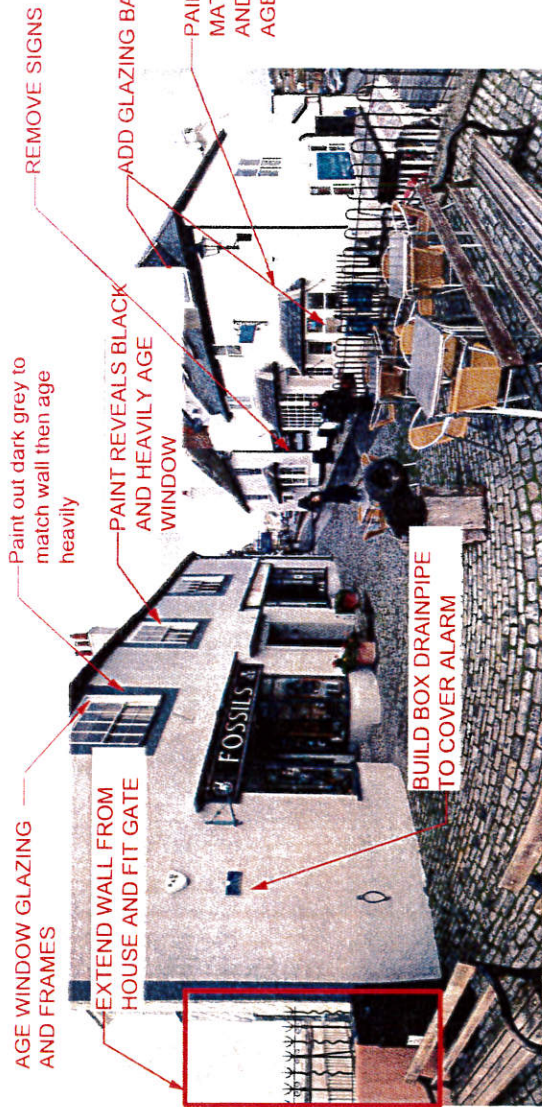 AGE WINDOW GLAZING
AND FRAMES
Paint out dark grey to
match wall then age
heavily
EXTEND WALL FROM
HOUSE AND FIT GATE
PAINT REVEALS BLACK
AND HEAVILY AGE
WINDOW
REMOVE SIGNS
ADD GLAZING BA
PAI
MAT
AND
AGE
FOSSILS
BUILD BOX DRAINPIPE
TO COVER ALARM